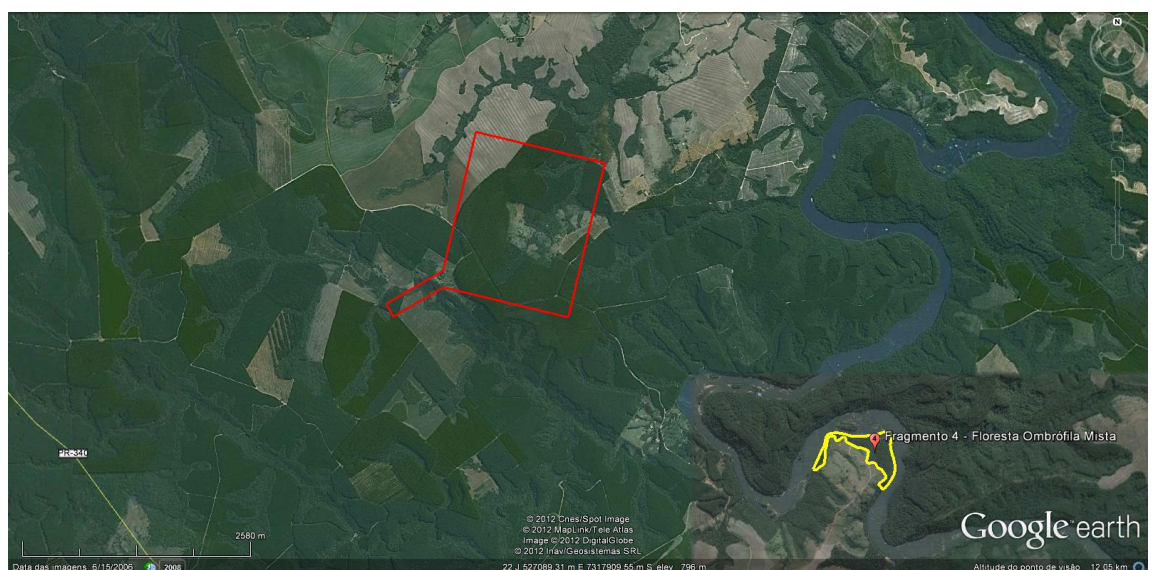 N
4 Fragmento 4 - Floresta Ombrófila Mista
PR-340
2580 m
© 2012 Cnes/Spot Image
© 2012 MapLink/Tele Atlas
Image © 2012 DigitalGlobe
© 2012 Inav/Geosistemas SRL
Google earth
Data das imagens: 6/15/2006
2008
22 J 527089.31 m E 7317909.55 m S elev 796 m
Altitude do ponto de visão 12.05 km